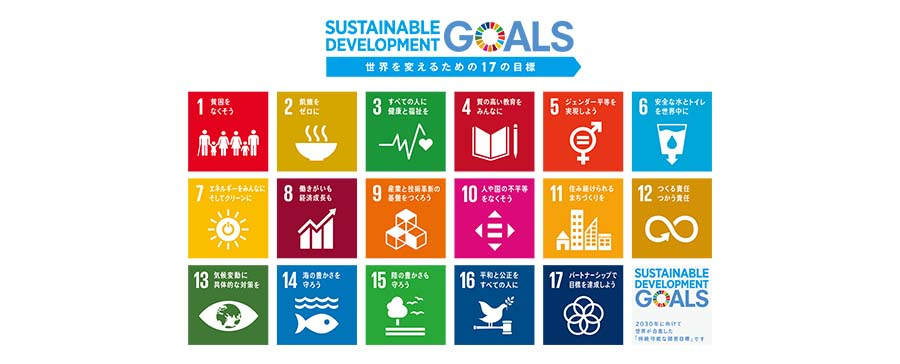 SUSTAINABLE
DEVELOPMENT
GOALS
世界を変えるための17の目標
1 貧困を
なくそう
2 飢餓を
ゼロに
3 すべての人に
健康と福祉を
4 質の高い教育を
みんなに
5 ジェンダー平等を
実現しよう
6 安全な水とトイレ
を世界中に
7 エネルギーをみんなに
そしてクリーンに
8 働きがいも
経済成長も
9 産業と技術革新の
基盤をつくろう
10 人や国の不平等
をなくそう
11 住み続けられる
まちづくりを
12 つくる責任
つかう責任
13 気候変動に
具体的な対策を
14 海の豊かさを
守ろう
15 陸の豊かさも
守ろう
16 平和と公正を
すべての人に
17 パートナーシップで
目標を達成しよう
SUSTAINABLE
DEVELOPMENT
GOALS
2030年に向けて
世界が合意した
「持続可能な開発目標」です